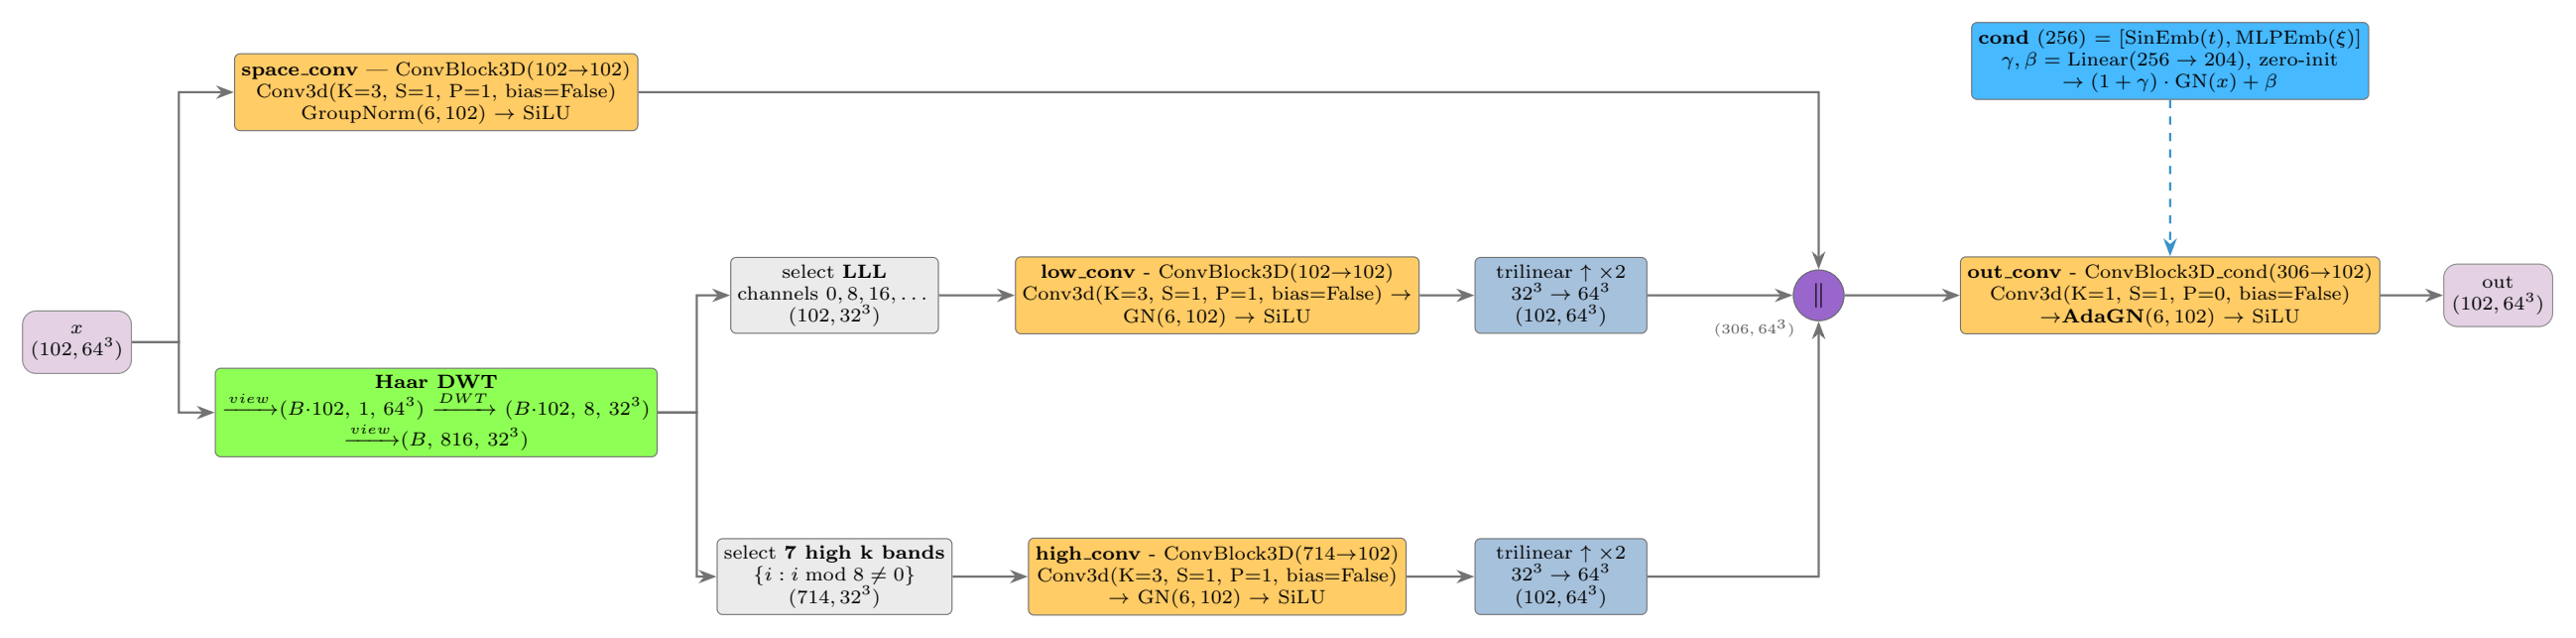 x
(102, 64³)
space_conv — ConvBlock3D(102→102)
Conv3d(K=3, S=1, P=1, bias=False)
GroupNorm(6, 102) → SiLU
Haar DWT
view→(B·102, 1, 64³) DWT→ (B·102, 8, 32³)
view→(B, 816, 32³)
select LLL
channels 0, 8, 16, …
(102, 32³)
low_conv - ConvBlock3D(102→102)
Conv3d(K=3, S=1, P=1, bias=False) →
GN(6, 102) → SiLU
trilinear ↑ ×2
32³ → 64³
(102, 64³)
select 7 high k bands
{i : i mod 8 ≠ 0}
(714, 32³)
high_conv - ConvBlock3D(714→102)
Conv3d(K=3, S=1, P=1, bias=False)
→ GN(6, 102) → SiLU
trilinear ↑ ×2
32³ → 64³
(102, 64³)
∥
(306, 64³)
cond (256) = [SinEmb(t), MLPEmb(ξ)]
γ, β = Linear(256 → 204), zero-init
→ (1 + γ) · GN(x) + β
out_conv - ConvBlock3D_cond(306→102)
Conv3d(K=1, S=1, P=0, bias=False)
→AdaGN(6, 102) → SiLU
out
(102, 64³)